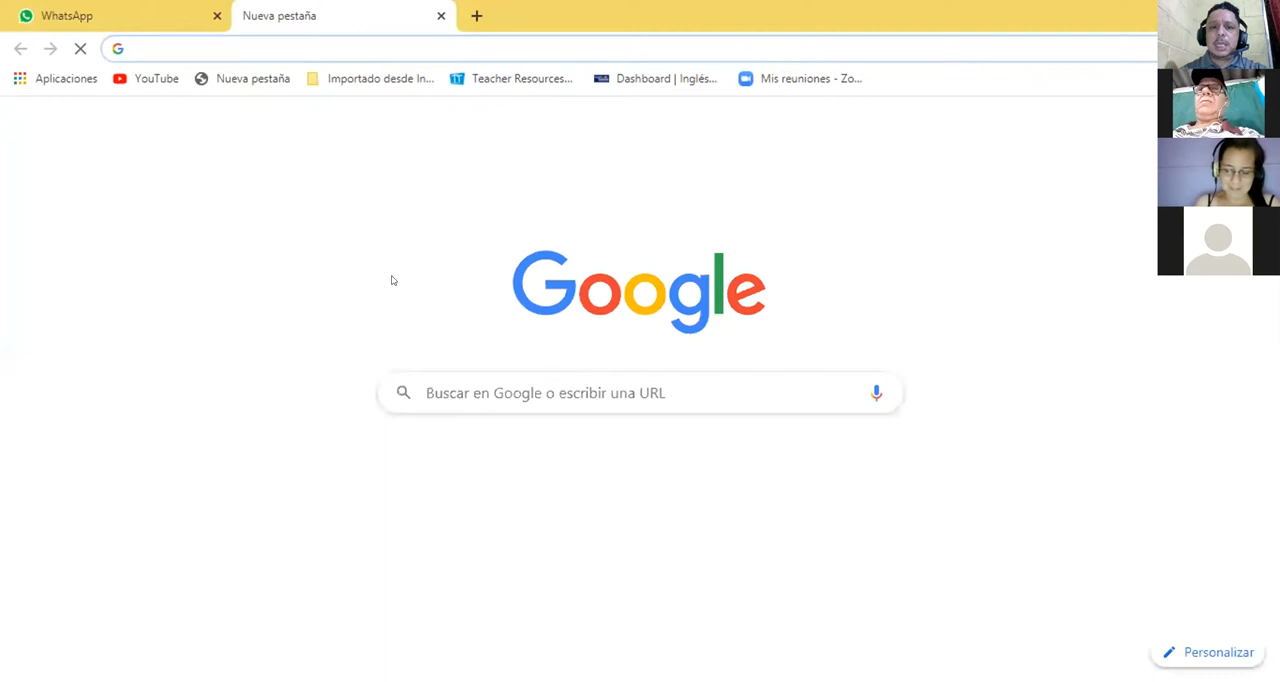 WhatsApp
Nueva pestaña
Aplicaciones YouTube Nueva pestaña Importado desde In... Teacher Resources... Dashboard | Inglés... Mis reuniones - Zo...
Google
Buscar en Google o escribir una URL
Personalizar